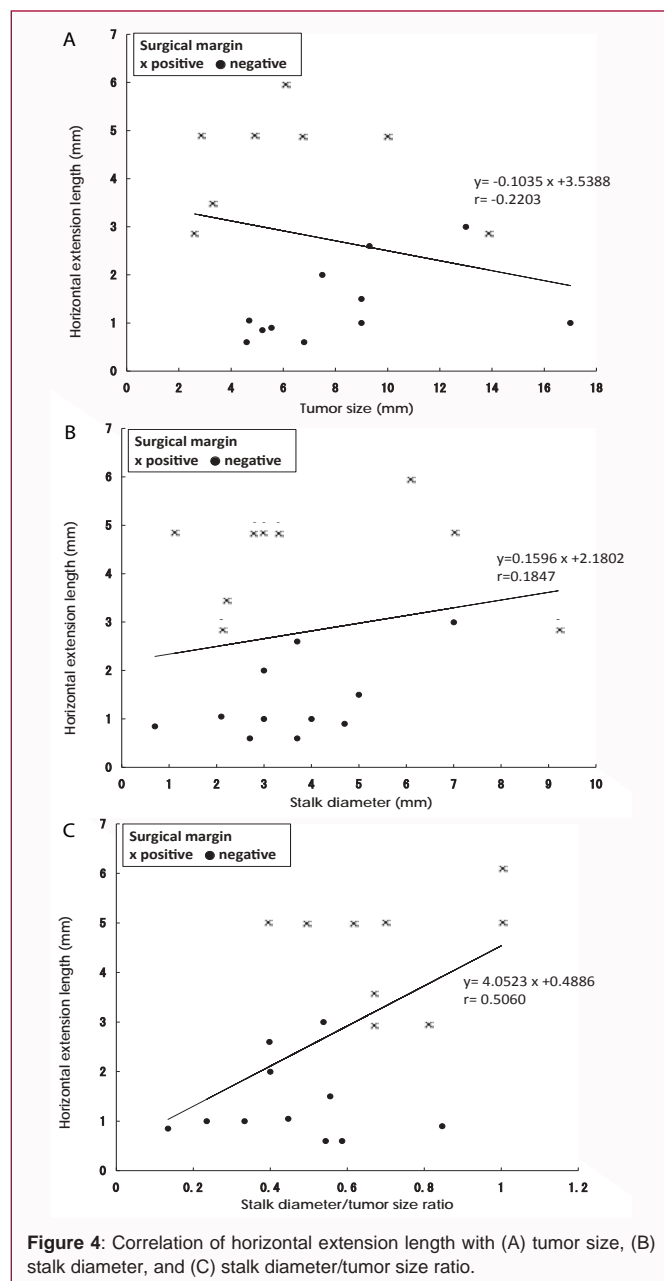 A
Surgical margin
x positive ● negative
Horizontal extension length (mm)
7
6
5
4
3
2
1
0
y= -0.1035 x +3.5388
r= -0.2203
0 2 4 6 8 10 12 14 16 18
Tumor size (mm)
B
Surgical margin
x positive ● negative
Horizontal extension length (mm)
7
6
5
4
3
2
1
0
y=0.1596 x +2.1802
r=0.1847
0 1 2 3 4 5 6 7 8 9 10
Stalk diameter (mm)
C
Surgical margin
x positive ● negative
Horizontal extension length (mm)
7
6
5
4
3
2
1
0
y= 4.0523 x +0.4886
r= 0.5060
0 0.2 0.4 0.6 0.8 1 1.2
Stalk diameter/tumor size ratio
Figure 4: Correlation of horizontal extension length with (A) tumor size, (B)
stalk diameter, and (C) stalk diameter/tumor size ratio.